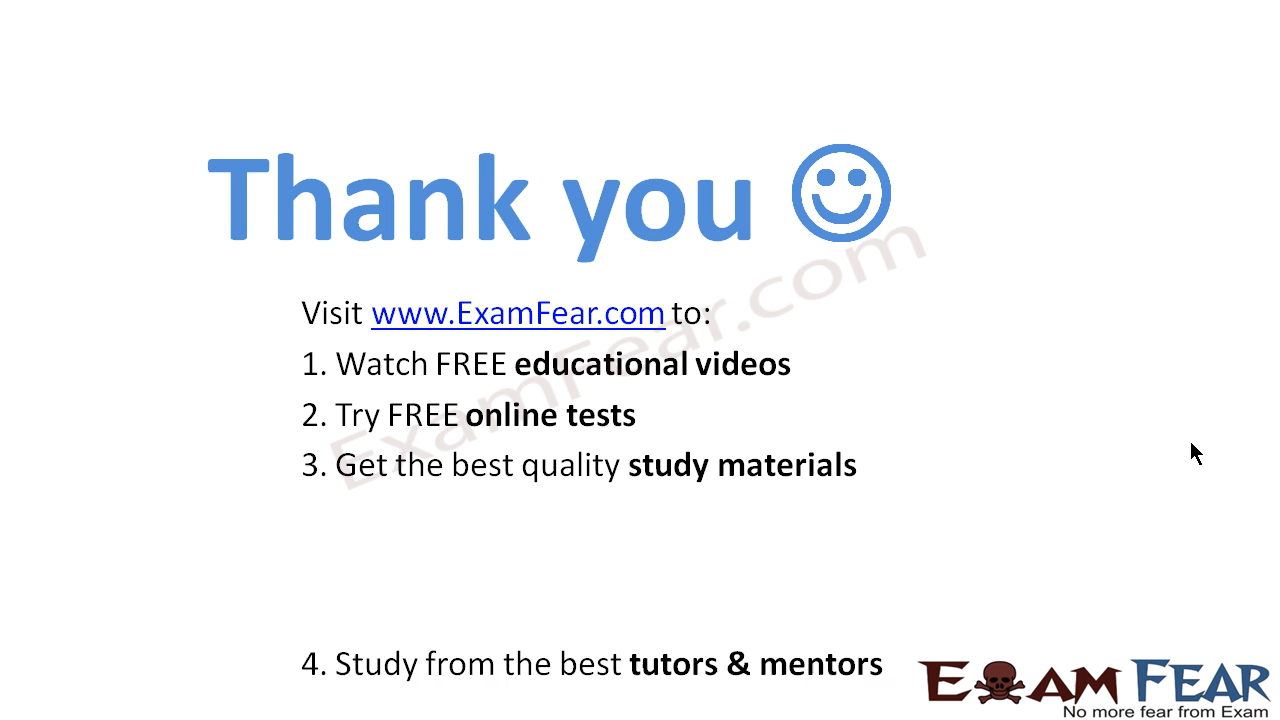 Thank you
Visit www.ExamFear.com to:
1. Watch FREE educational videos
2. Try FREE online tests
3. Get the best quality study materials
ExamFear.com
4. Study from the best tutors & mentors
EXAM FEAR
No more fear from Exam